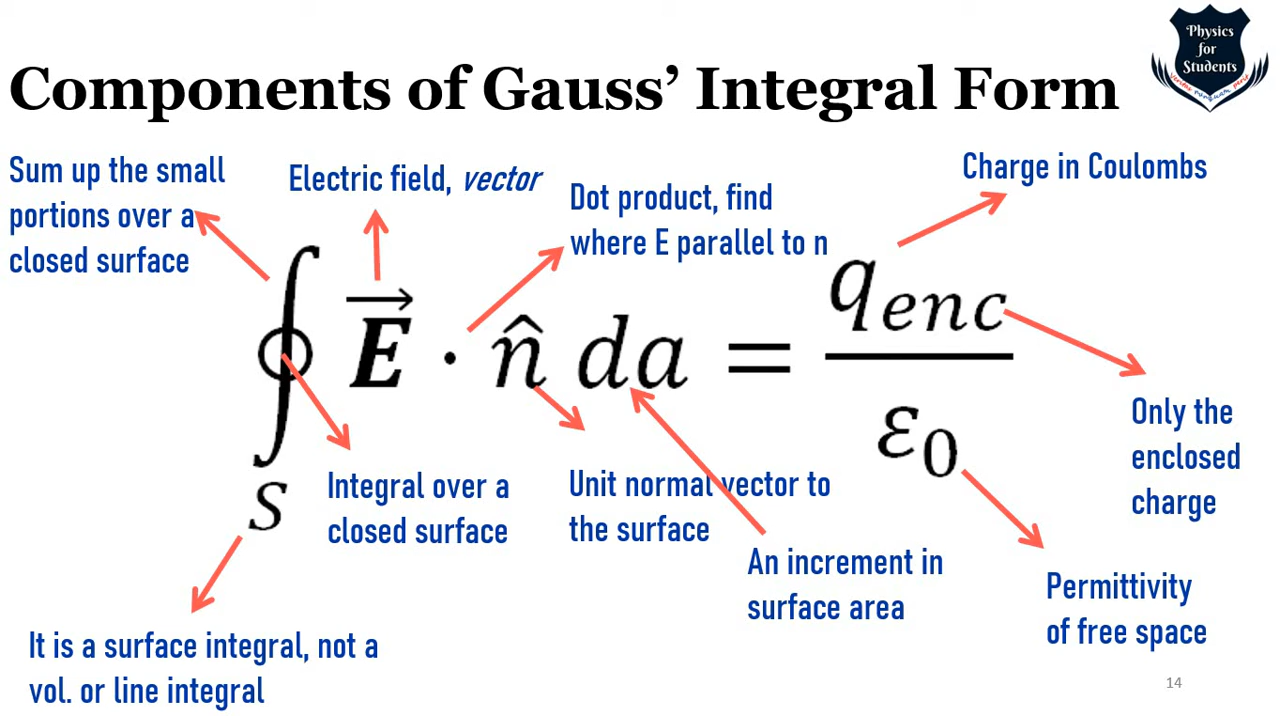 Physics
for
Students
Components of Gauss’ Integral Form
Sum up the small
portions over a
closed surface
Electric field, vector
Dot product, find
where E parallel to n
Charge in Coulombs
∮ E⃗ · n̂ da = qenc / ε0
S
Only the
enclosed
charge
Integral over a
closed surface
Unit normal vector to
the surface
An increment in
surface area
Permittivity
of free space
It is a surface integral, not a
vol. or line integral
14